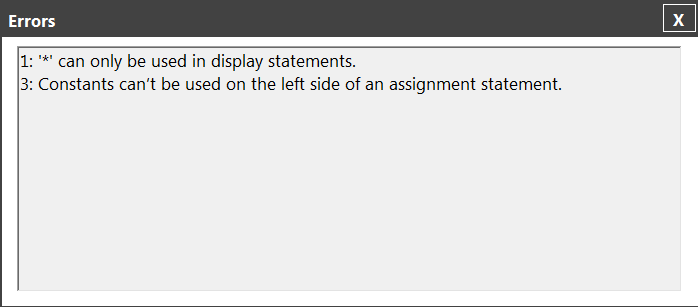 Errors
X
1: '*' can only be used in display statements.
3: Constants can’t be used on the left side of an assignment statement.